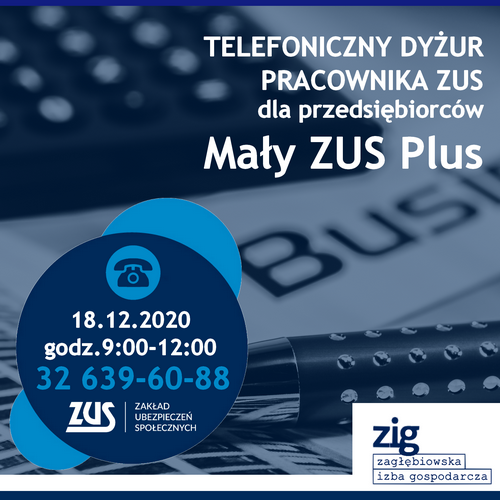 TELEFONICZNY DYŻUR
PRACOWNIKA ZUS
dla przedsiębiorców
Mały ZUS Plus
Busi
18.12.2020
godz.9:00-12:00
32 639-60-88
ZUS
ZAKŁAD
UBEZPIECZEŃ
SPOŁECZNYCH
zig
zagłębiowska
izba gospodarcza